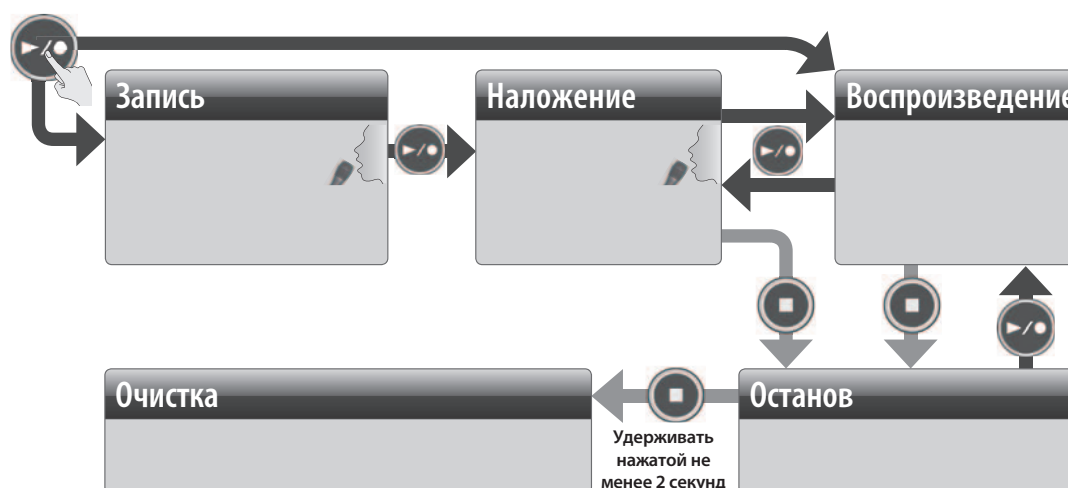 Запись
Наложение
Воспроизведение
Очистка
Останов
Удерживать
нажатой не
менее 2 секунд